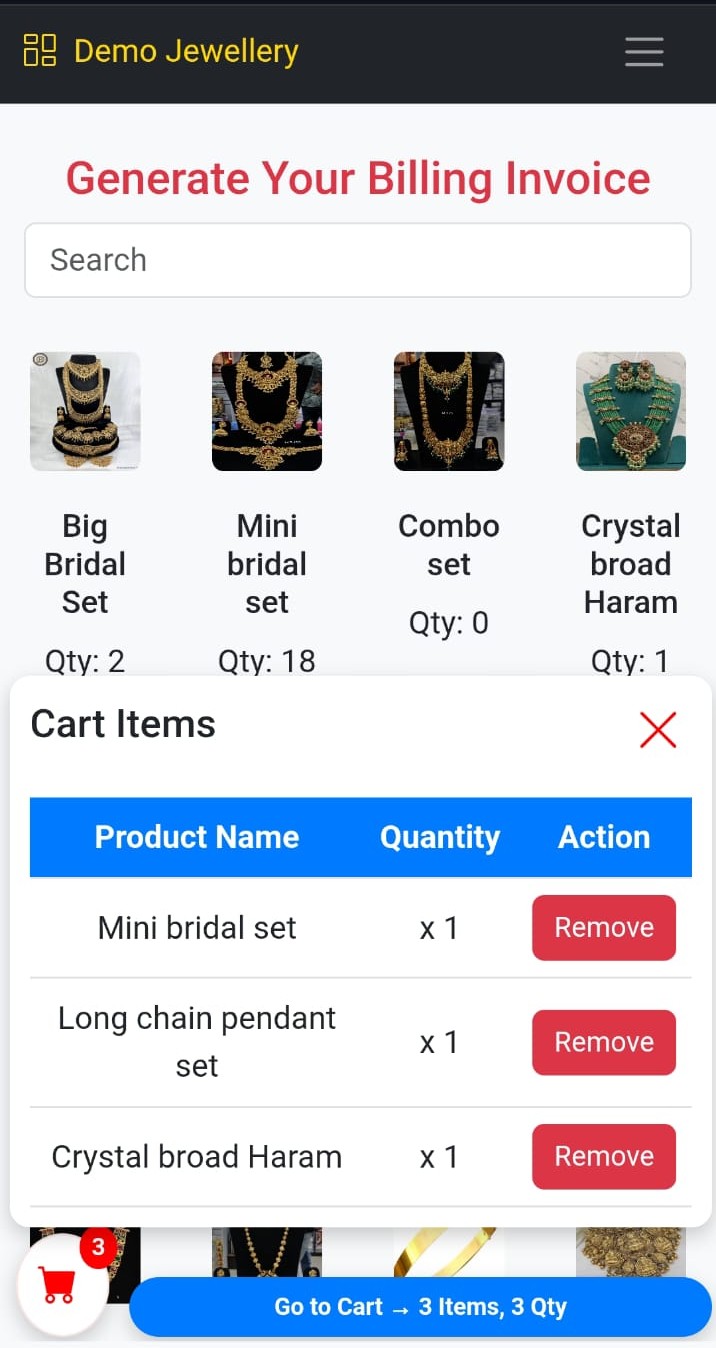 Demo Jewellery
Generate Your Billing Invoice
Search
Big
Bridal
Set
Qty: 2
Mini
bridal
set
Qty: 18
Combo
set
Qty: 0
Crystal
broad
Haram
Qty: 1
Cart Items
Product Name Quantity Action
Mini bridal set x 1 Remove
Long chain pendant
set x 1 Remove
Crystal broad Haram x 1 Remove
3
Go to Cart → 3 Items, 3 Qty